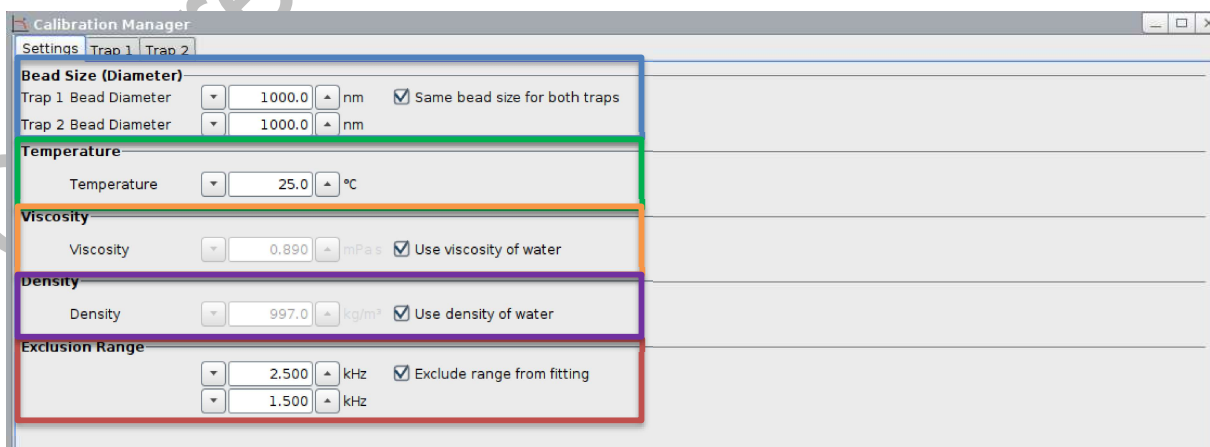 Calibration Manager
Settings Trap 1 Trap 2
Bead Size (Diameter)
Trap 1 Bead Diameter 1000.0 nm Same bead size for both traps
Trap 2 Bead Diameter 1000.0 nm
Temperature
Temperature 25.0 °C
Viscosity
Viscosity 0.890 mPa s Use viscosity of water
Density
Density 997.0 kg/m³ Use density of water
Exclusion Range
2.500 kHz Exclude range from fitting
1.500 kHz